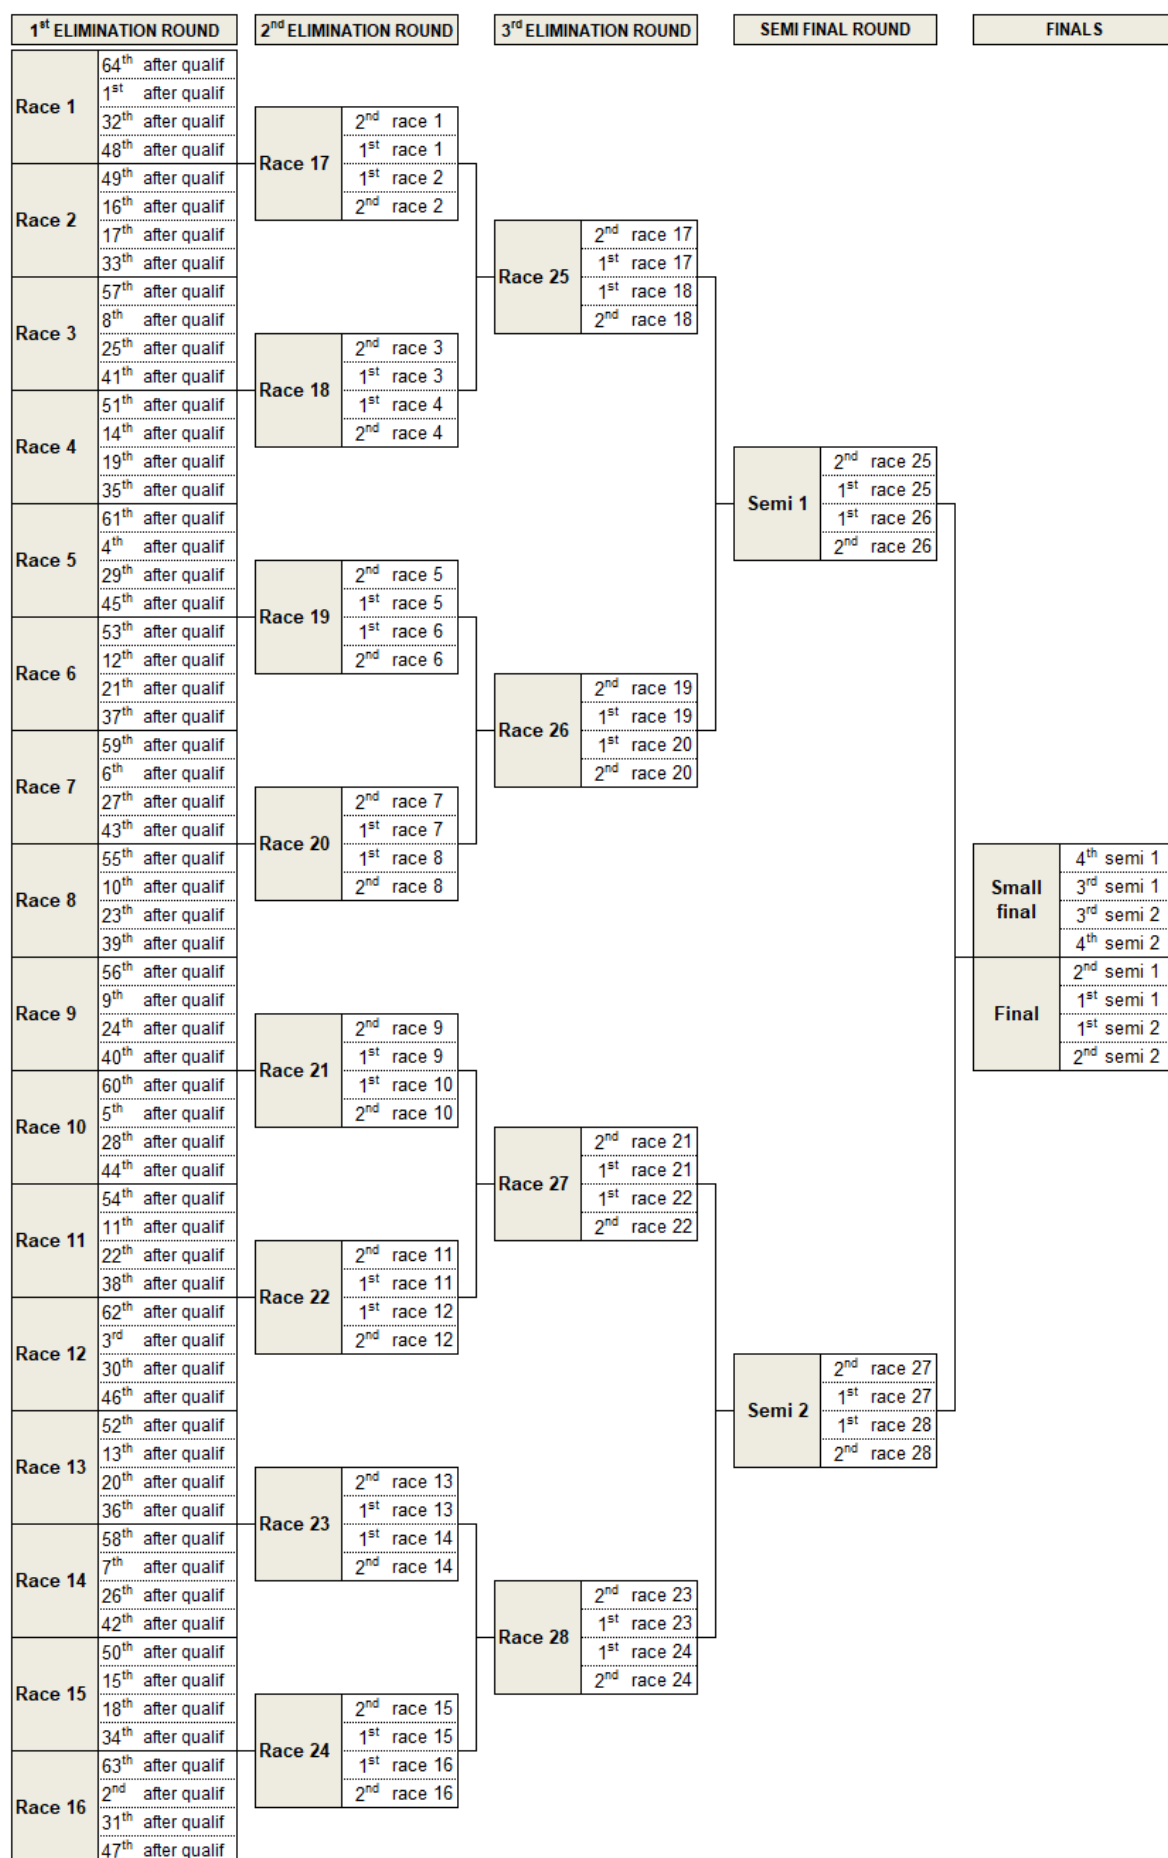 1st ELIMINATION ROUND
2nd ELIMINATION ROUND
3rd ELIMINATION ROUND
SEMI FINAL ROUND
FINALS
Race 1
64th after qualif
1st after qualif
32th after qualif
48th after qualif
Race 2
49th after qualif
16th after qualif
17th after qualif
33th after qualif
Race 3
57th after qualif
8th after qualif
25th after qualif
41th after qualif
Race 4
51th after qualif
14th after qualif
19th after qualif
35th after qualif
Race 5
61th after qualif
4th after qualif
29th after qualif
45th after qualif
Race 6
53th after qualif
12th after qualif
21th after qualif
37th after qualif
Race 7
59th after qualif
6th after qualif
27th after qualif
43th after qualif
Race 8
55th after qualif
10th after qualif
23th after qualif
39th after qualif
Race 9
56th after qualif
9th after qualif
24th after qualif
40th after qualif
Race 10
60th after qualif
5th after qualif
28th after qualif
44th after qualif
Race 11
54th after qualif
11th after qualif
22th after qualif
38th after qualif
Race 12
62th after qualif
3rd after qualif
30th after qualif
46th after qualif
Race 13
52th after qualif
13th after qualif
20th after qualif
36th after qualif
Race 14
58th after qualif
7th after qualif
26th after qualif
42th after qualif
Race 15
50th after qualif
15th after qualif
18th after qualif
34th after qualif
Race 16
63th after qualif
2nd after qualif
31th after qualif
47th after qualif
Race 17
2nd race 1
1st race 1
1st race 2
2nd race 2
Race 18
2nd race 3
1st race 3
1st race 4
2nd race 4
Race 19
2nd race 5
1st race 5
1st race 6
2nd race 6
Race 20
2nd race 7
1st race 7
1st race 8
2nd race 8
Race 21
2nd race 9
1st race 9
1st race 10
2nd race 10
Race 22
2nd race 11
1st race 11
1st race 12
2nd race 12
Race 23
2nd race 13
1st race 13
1st race 14
2nd race 14
Race 24
2nd race 15
1st race 15
1st race 16
2nd race 16
Race 25
2nd race 17
1st race 17
1st race 18
2nd race 18
Race 26
2nd race 19
1st race 19
1st race 20
2nd race 20
Race 27
2nd race 21
1st race 21
1st race 22
2nd race 22
Race 28
2nd race 23
1st race 23
1st race 24
2nd race 24
Semi 1
2nd race 25
1st race 25
1st race 26
2nd race 26
Semi 2
2nd race 27
1st race 27
1st race 28
2nd race 28
Small
final
4th semi 1
3rd semi 1
3rd semi 2
4th semi 2
Final
2nd semi 1
1st semi 1
1st semi 2
2nd semi 2